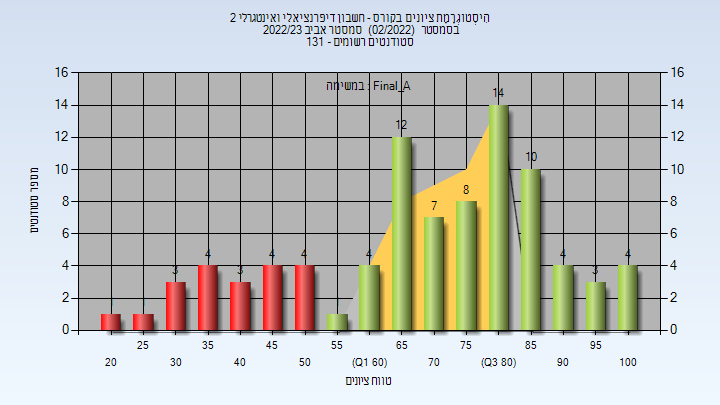 היסטוגרמת ציונים בקורס - חשבון דיפרנציאלי ואינטגרלי 2
בסמסטר (02/2022) סמסטר אביב 2022/23
סטודנטים רשומים - 131
במשימה : Final_A
מספר סטודנטים
16 16
14 14
12 12
10 10
8 8
6 6
4 4
2 2
0 0
3 4 3 4 4 4 12 7 8 14 10 4 3 4
25 35 45 55 65 75 85 95
20 30 40 50 (Q1 60) 70 (Q3 80) 90 100
טווח ציונים